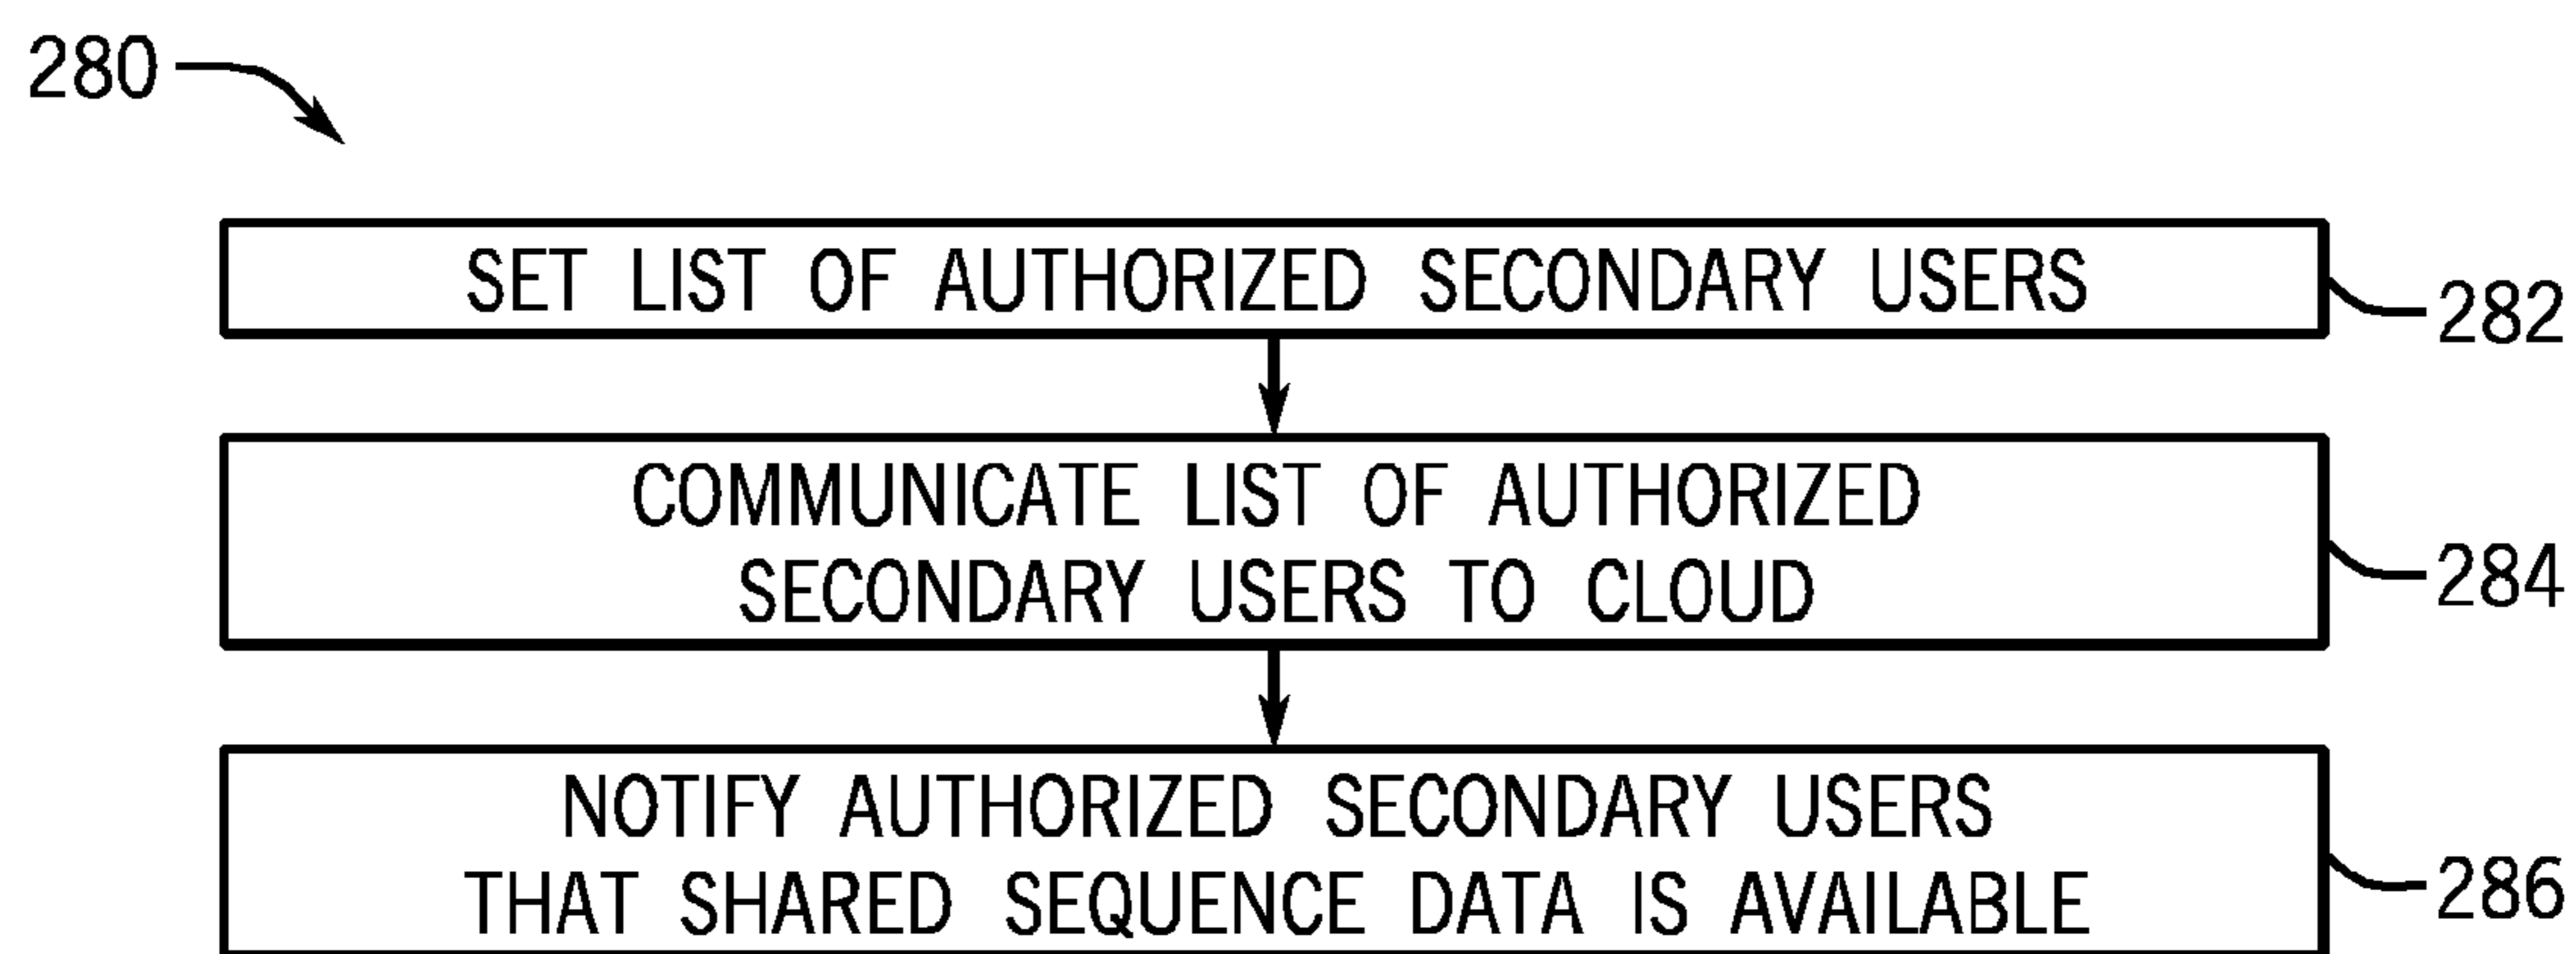 280
SET LIST OF AUTHORIZED SECONDARY USERS
282
COMMUNICATE LIST OF AUTHORIZED
SECONDARY USERS TO CLOUD
284
NOTIFY AUTHORIZED SECONDARY USERS
THAT SHARED SEQUENCE DATA IS AVAILABLE
286